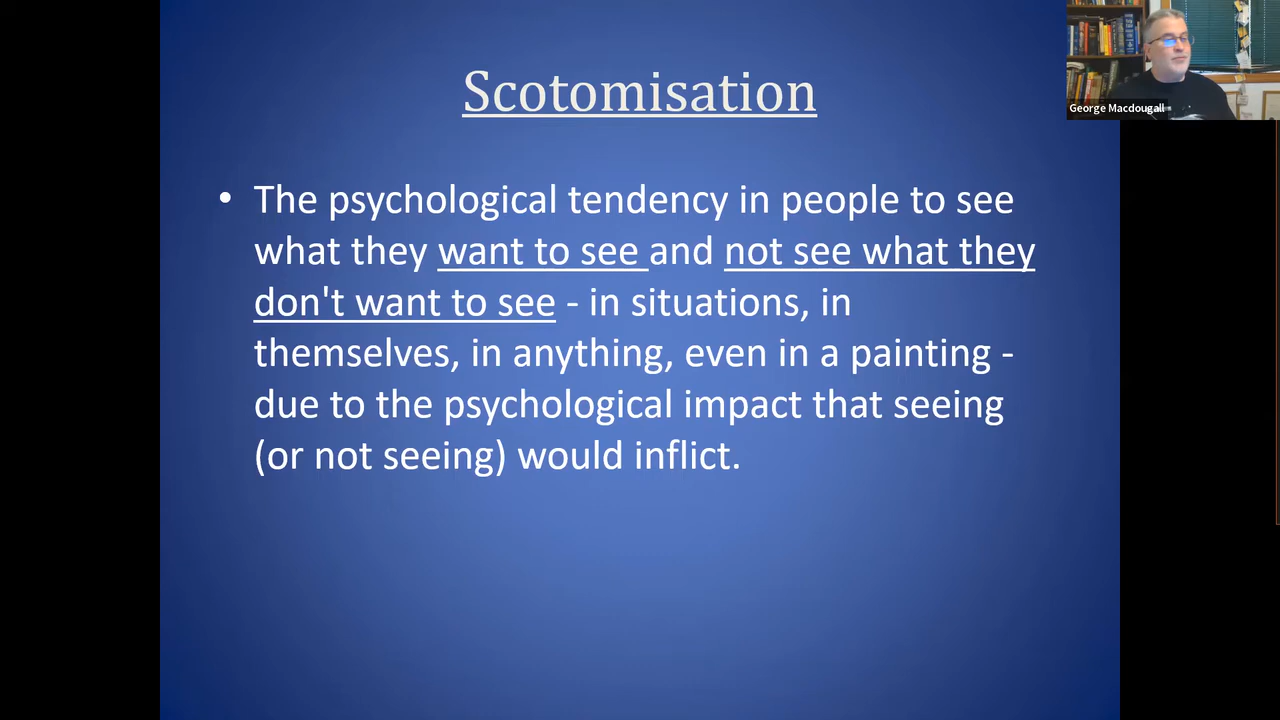 Scotomisation
George Macdougall
• The psychological tendency in people to see
what they want to see and not see what they
don't want to see - in situations, in
themselves, in anything, even in a painting -
due to the psychological impact that seeing
(or not seeing) would inflict.